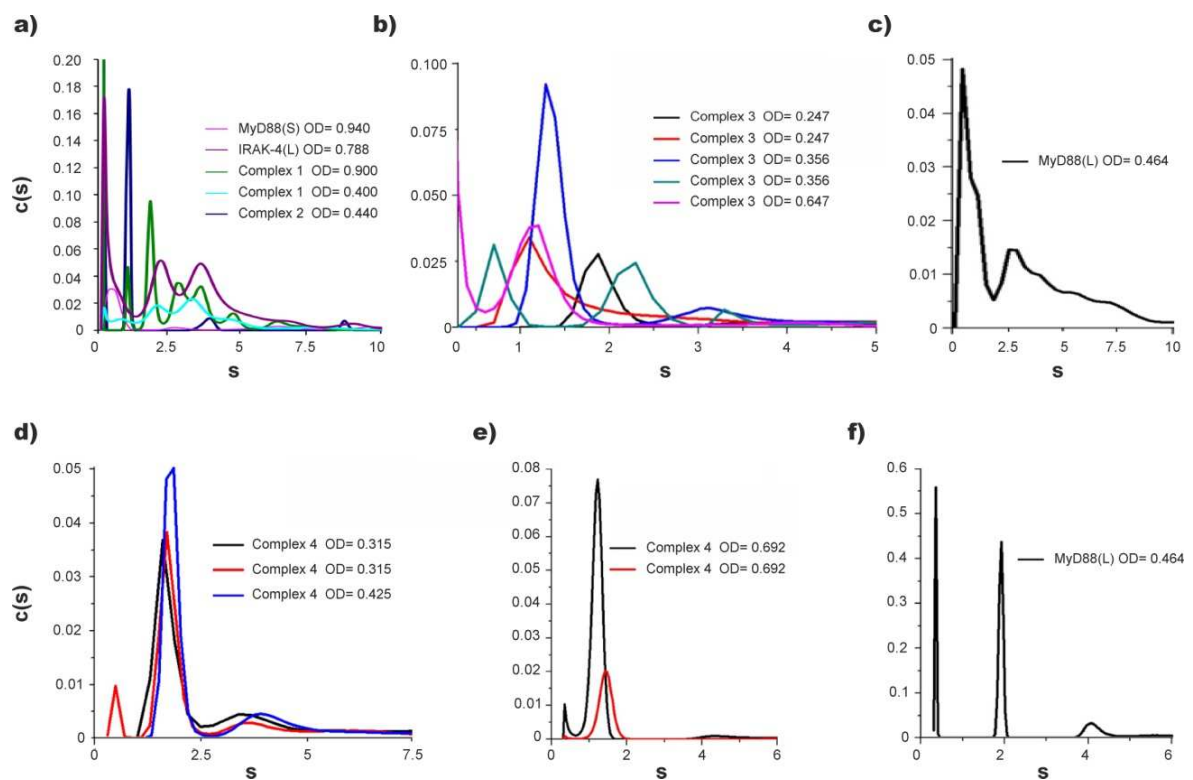 a)
0.20
0.18
0.16
0.14
0.12
0.10
0.08
0.06
0.04
0.02
0.00
0
2.5
5
7.5
10
c(s)
s
MyD88(S) OD= 0.940
IRAK-4(L) OD= 0.788
Complex 1 OD= 0.900
Complex 1 OD= 0.400
Complex 2 OD= 0.440
b)
0.100
0.075
0.050
0.025
0.000
0
1
2
3
4
5
s
Complex 3 OD= 0.247
Complex 3 OD= 0.247
Complex 3 OD= 0.356
Complex 3 OD= 0.356
Complex 3 OD= 0.647
c)
0.05
0.04
0.03
0.02
0.01
0
0
2.5
5
7.5
10
s
MyD88(L) OD= 0.464
d)
0.05
0.04
0.03
0.02
0.01
0
0
2.5
5
7.5
c(s)
s
Complex 4 OD= 0.315
Complex 4 OD= 0.315
Complex 4 OD= 0.425
e)
0.08
0.07
0.06
0.05
0.04
0.03
0.02
0.01
0
0
2
4
6
s
Complex 4 OD= 0.692
Complex 4 OD= 0.692
f)
0.6
0.5
0.4
0.3
0.2
0.1
0
0
2
4
6
s
MyD88(L) OD= 0.464